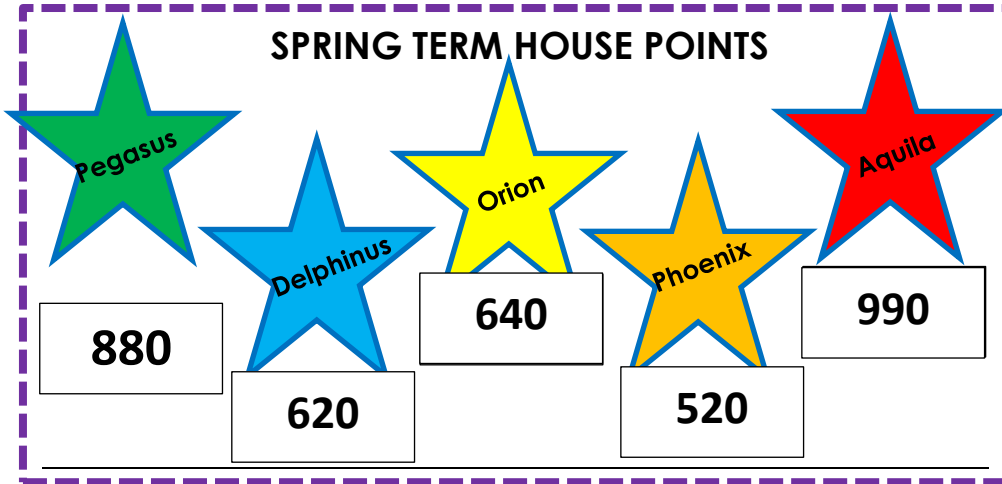 SPRING TERM HOUSE POINTS
Pegasus
Delphinus
Orion
Phoenix
Aquila
880
620
640
520
990